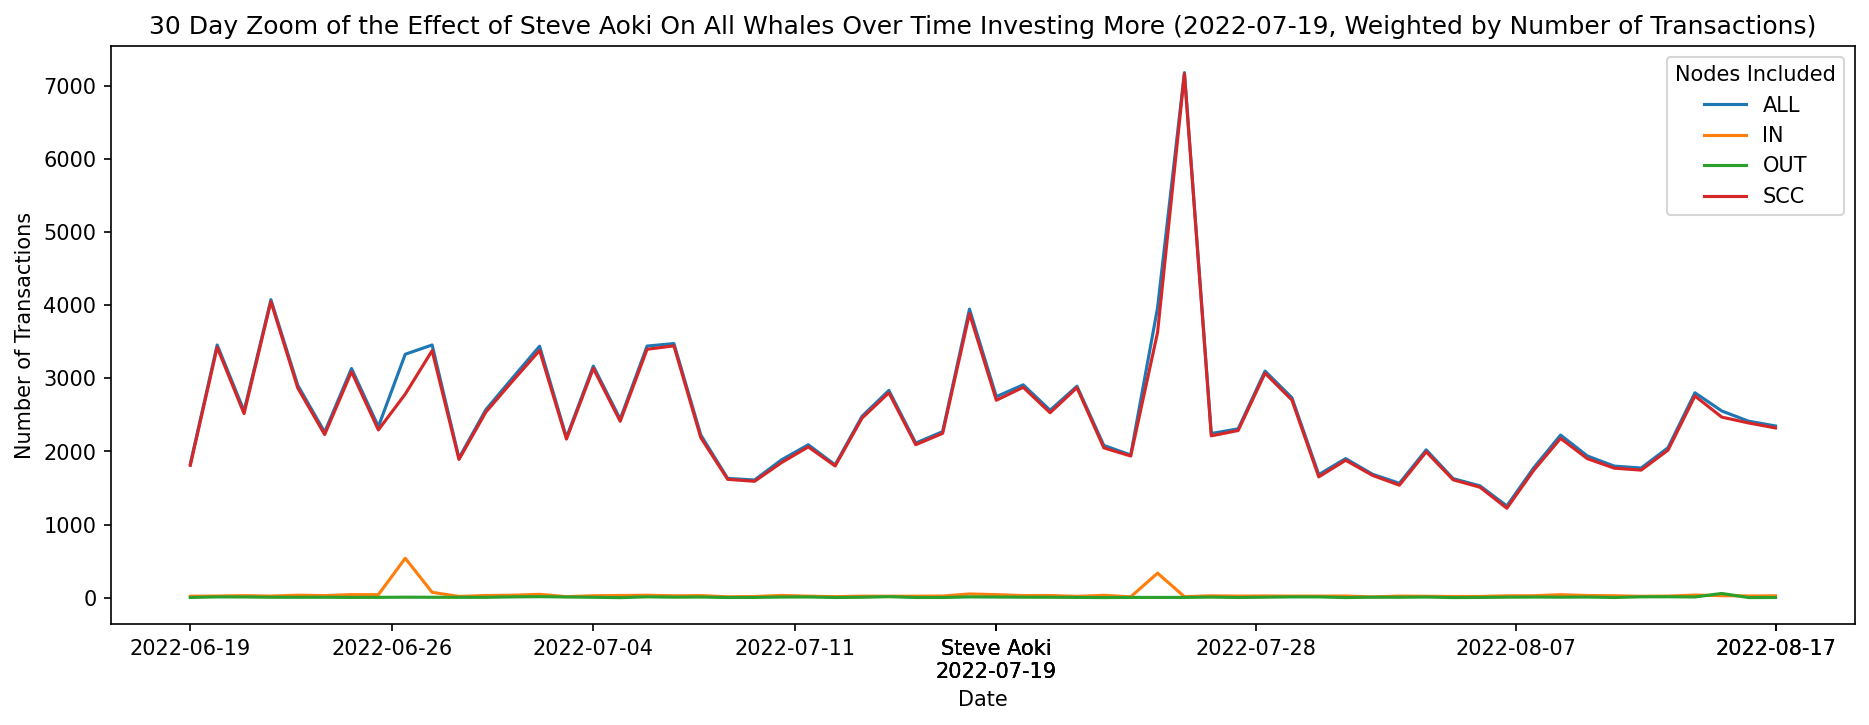 30 Day Zoom of the Effect of Steve Aoki On All Whales Over Time Investing More (2022-07-19, Weighted by Number of Transactions)
Nodes Included
ALL
IN
OUT
SCC
Number of Transactions
7000
6000
5000
4000
3000
2000
1000
0
2022-06-19
2022-06-26
2022-07-04
2022-07-11
Steve Aoki
2022-07-19
2022-07-28
2022-08-07
2022-08-17
Date